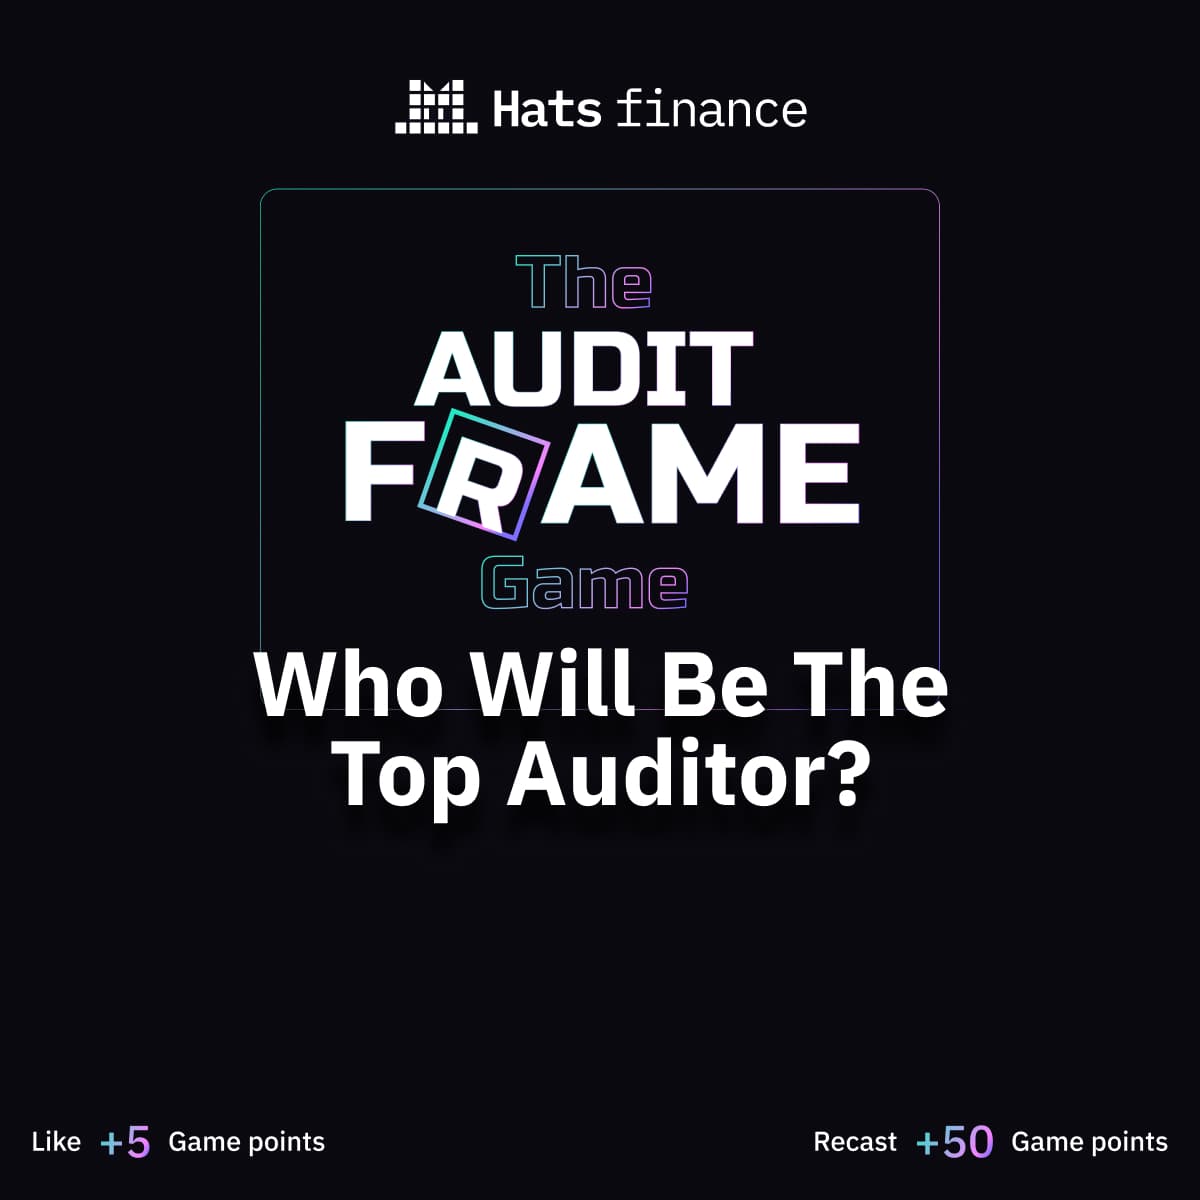 Hats finance
The
AUDIT
FRAME
Game
Who Will Be The
Top Auditor?
Like +5 Game points
Recast +50 Game points